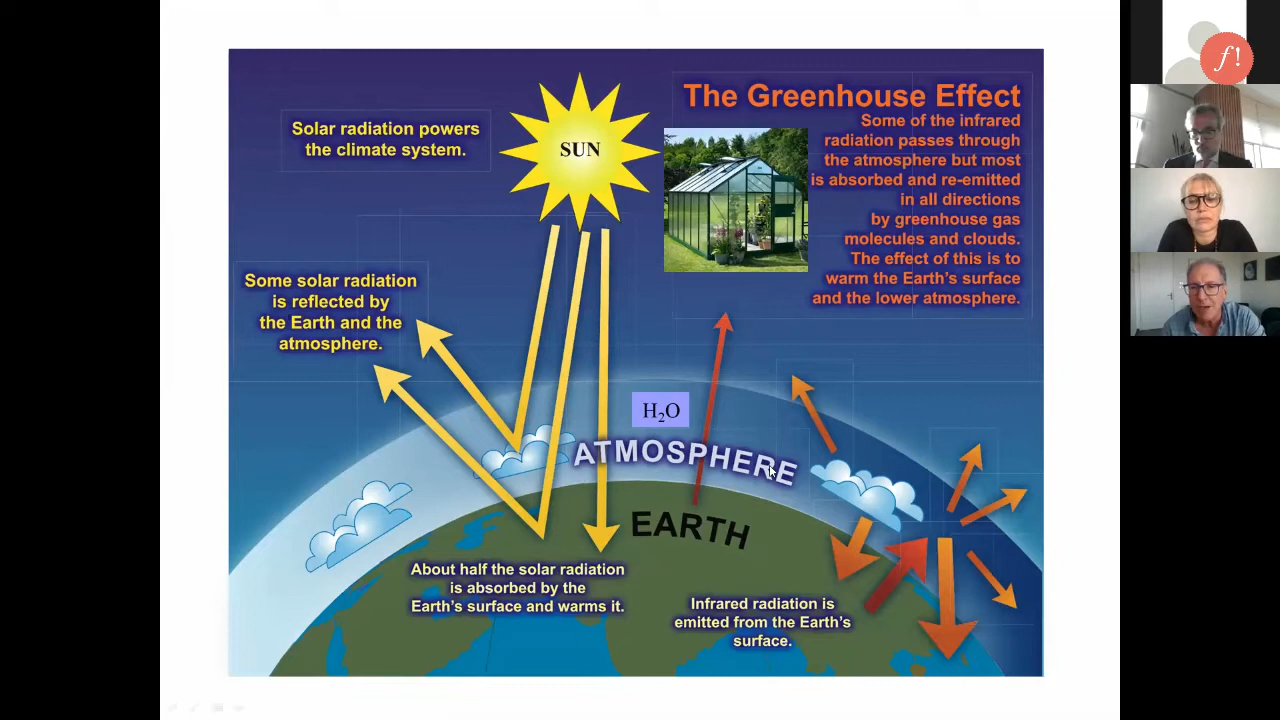 The Greenhouse Effect
Some of the infrared
radiation passes through
the atmosphere but most
is absorbed and re-emitted
in all directions
by greenhouse gas
molecules and clouds.
The effect of this is to
warm the Earth's surface
and the lower atmosphere.
Solar radiation powers
the climate system.
SUN
Some solar radiation
is reflected by
the Earth and the
atmosphere.
H₂O
ATMOSPHERE
EARTH
About half the solar radiation
is absorbed by the
Earth's surface and warms it.
Infrared radiation is
emitted from the Earth's
surface.
f!